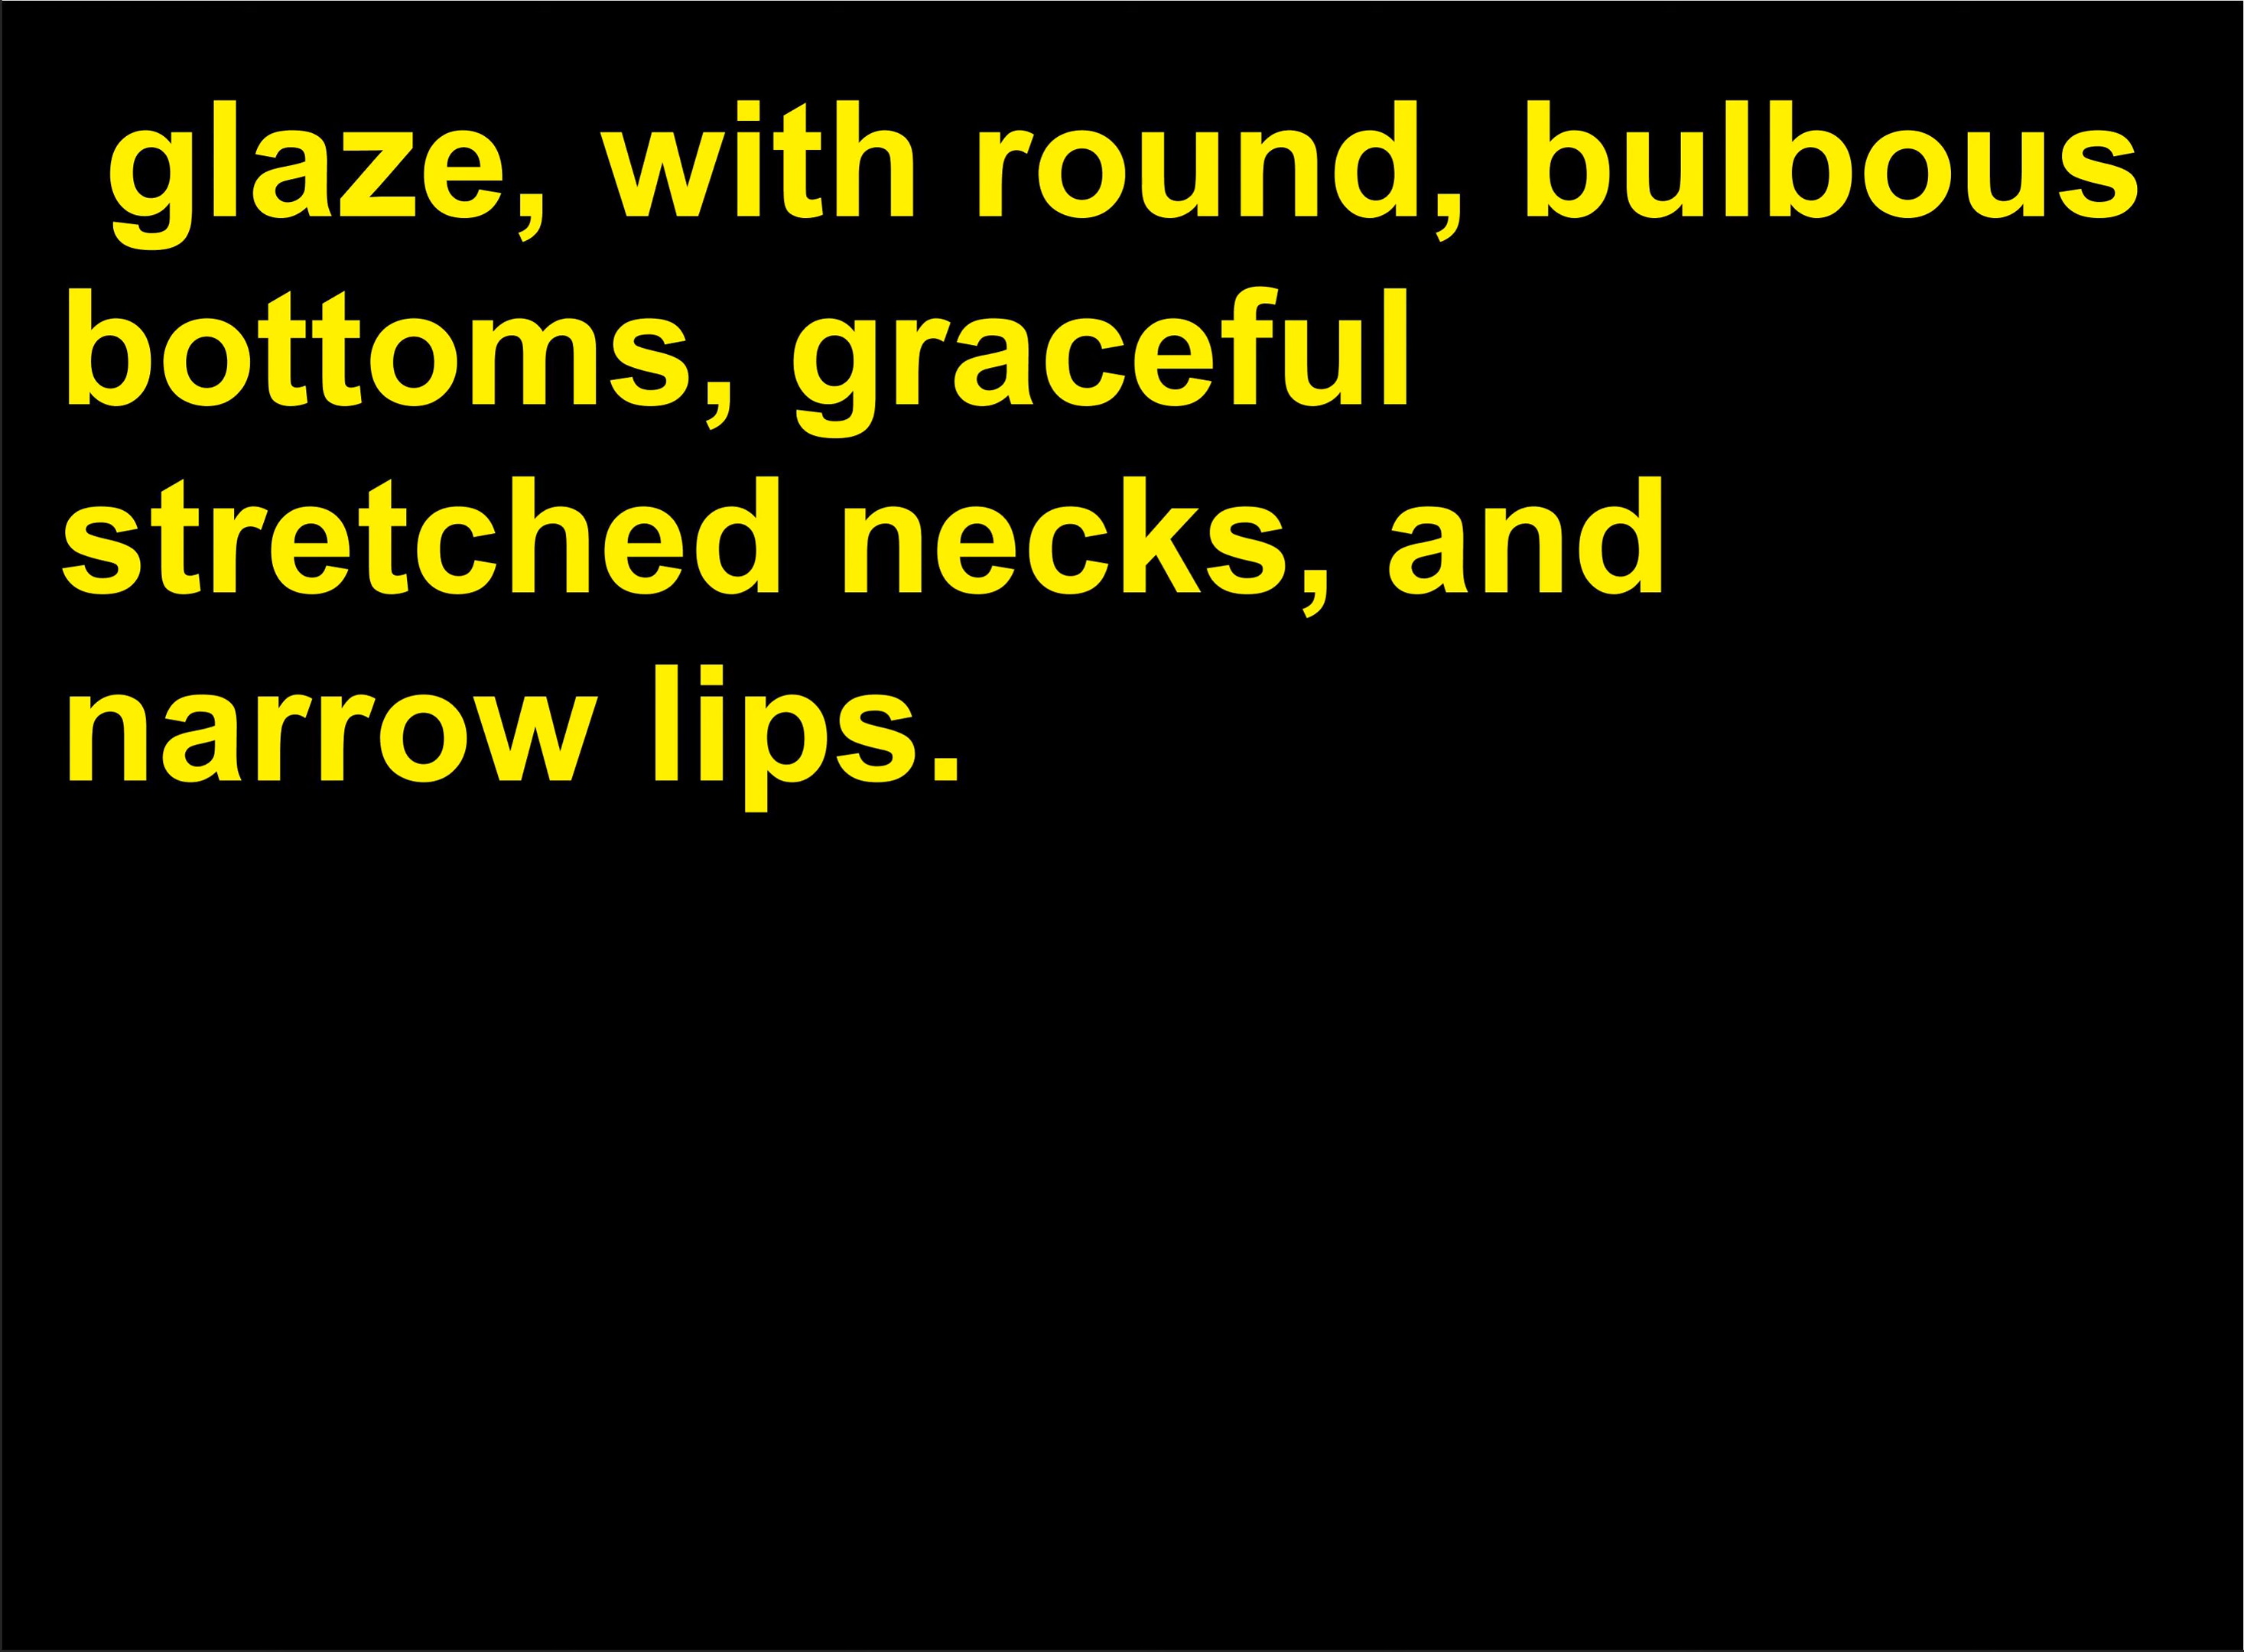 glaze, with round, bulbous
bottoms, graceful
stretched necks, and
narrow lips.